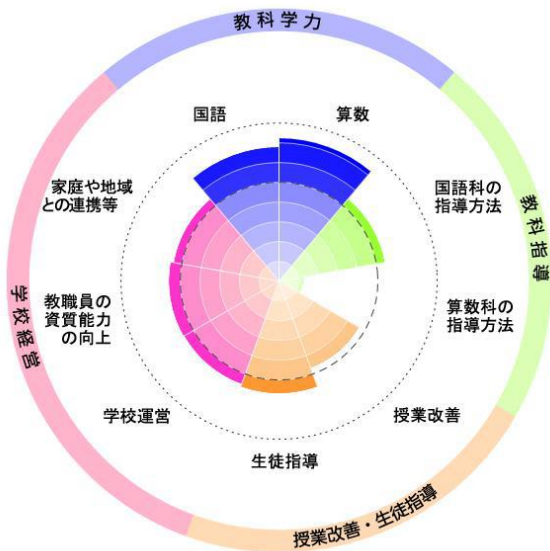 教科学力
国語
算数
家庭や地域
との連携等
国語科の
指導方法
教科指導
学校経営
教職員の
資質能力
の向上
算数科の
指導方法
学校運営
授業改善
生徒指導
授業改善・生徒指導